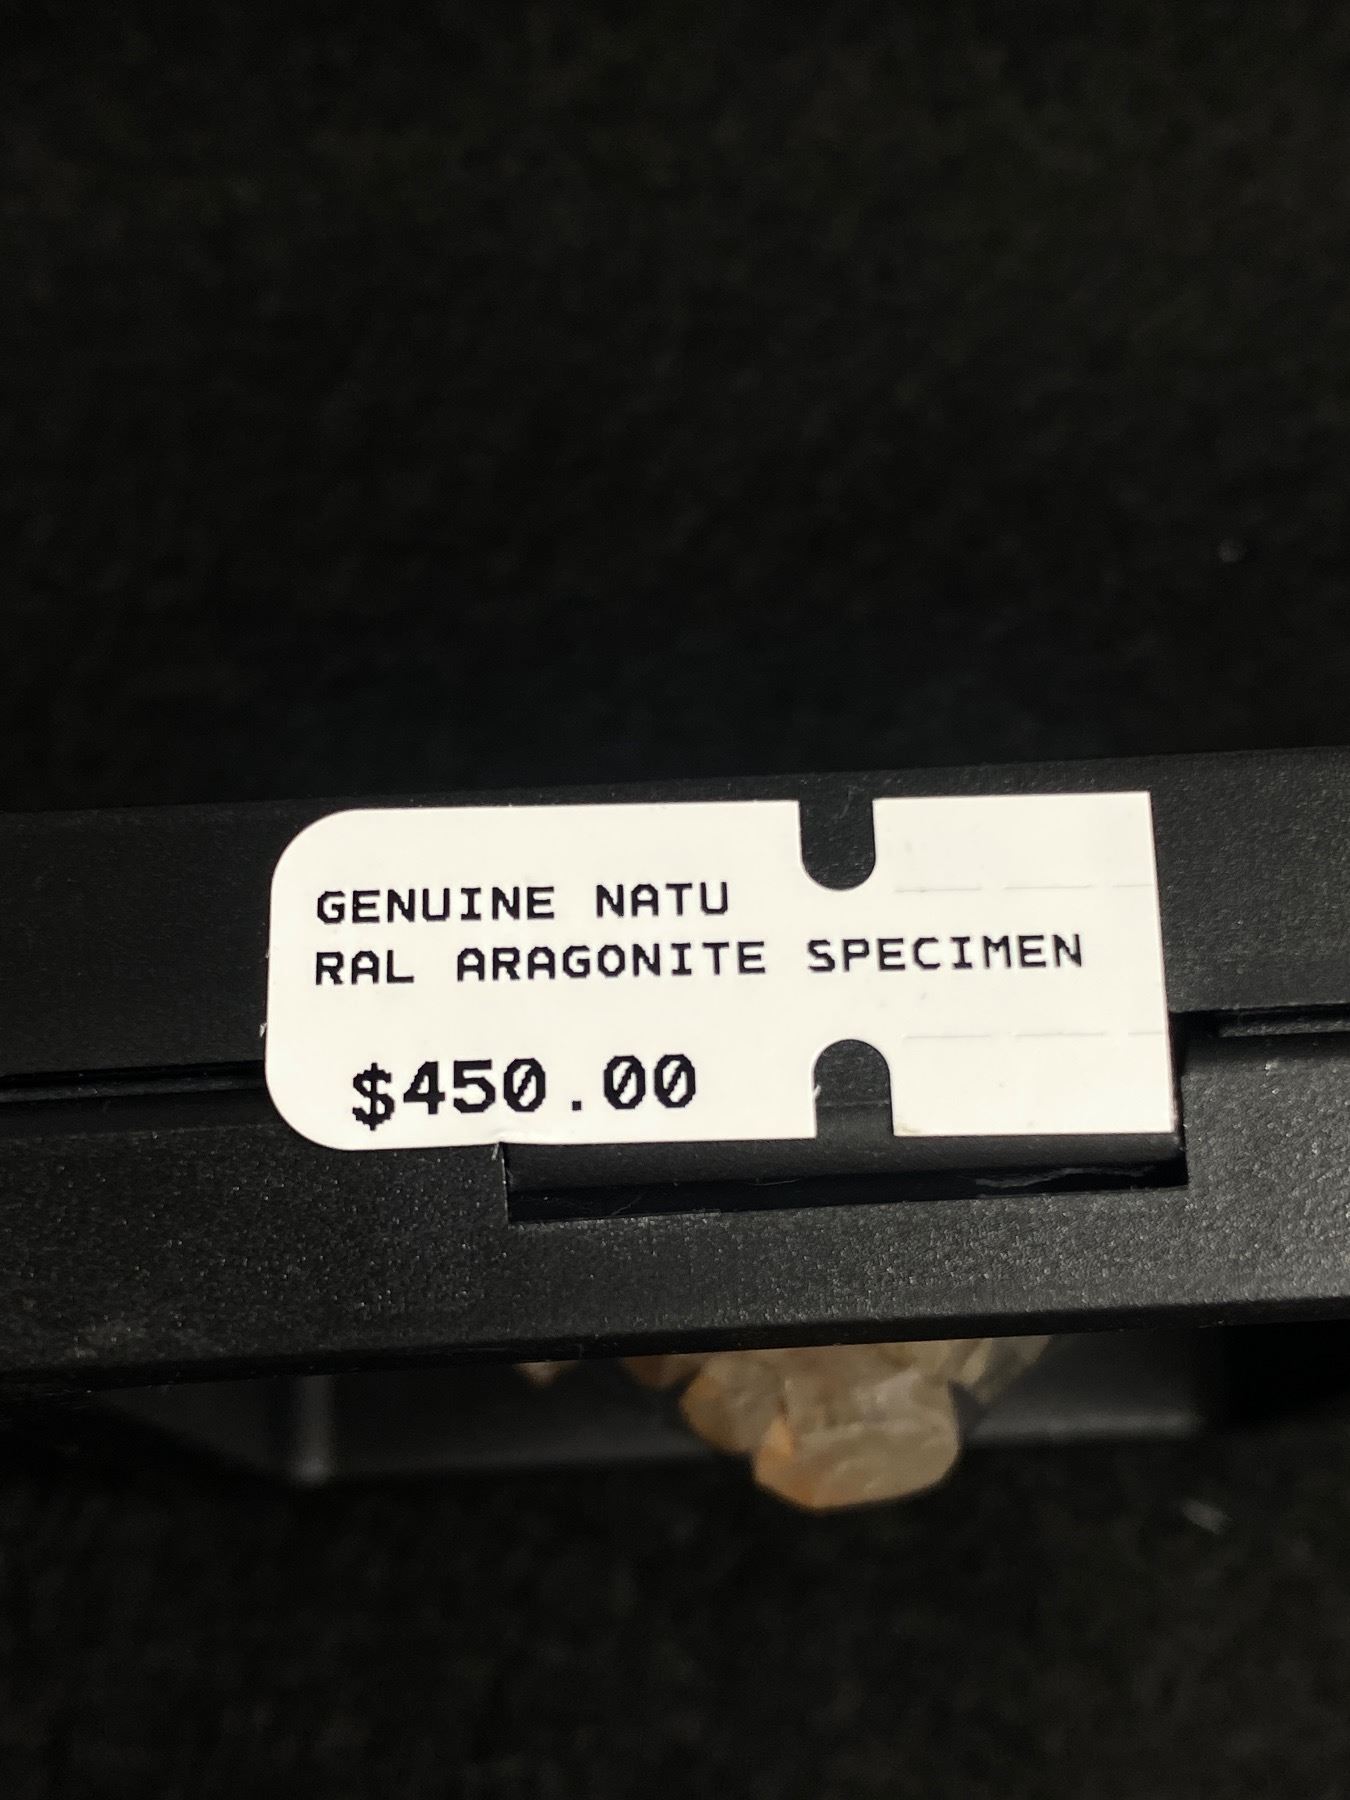 GENUINE NATU
RAL ARAGONITE SPECIMEN
$450.00